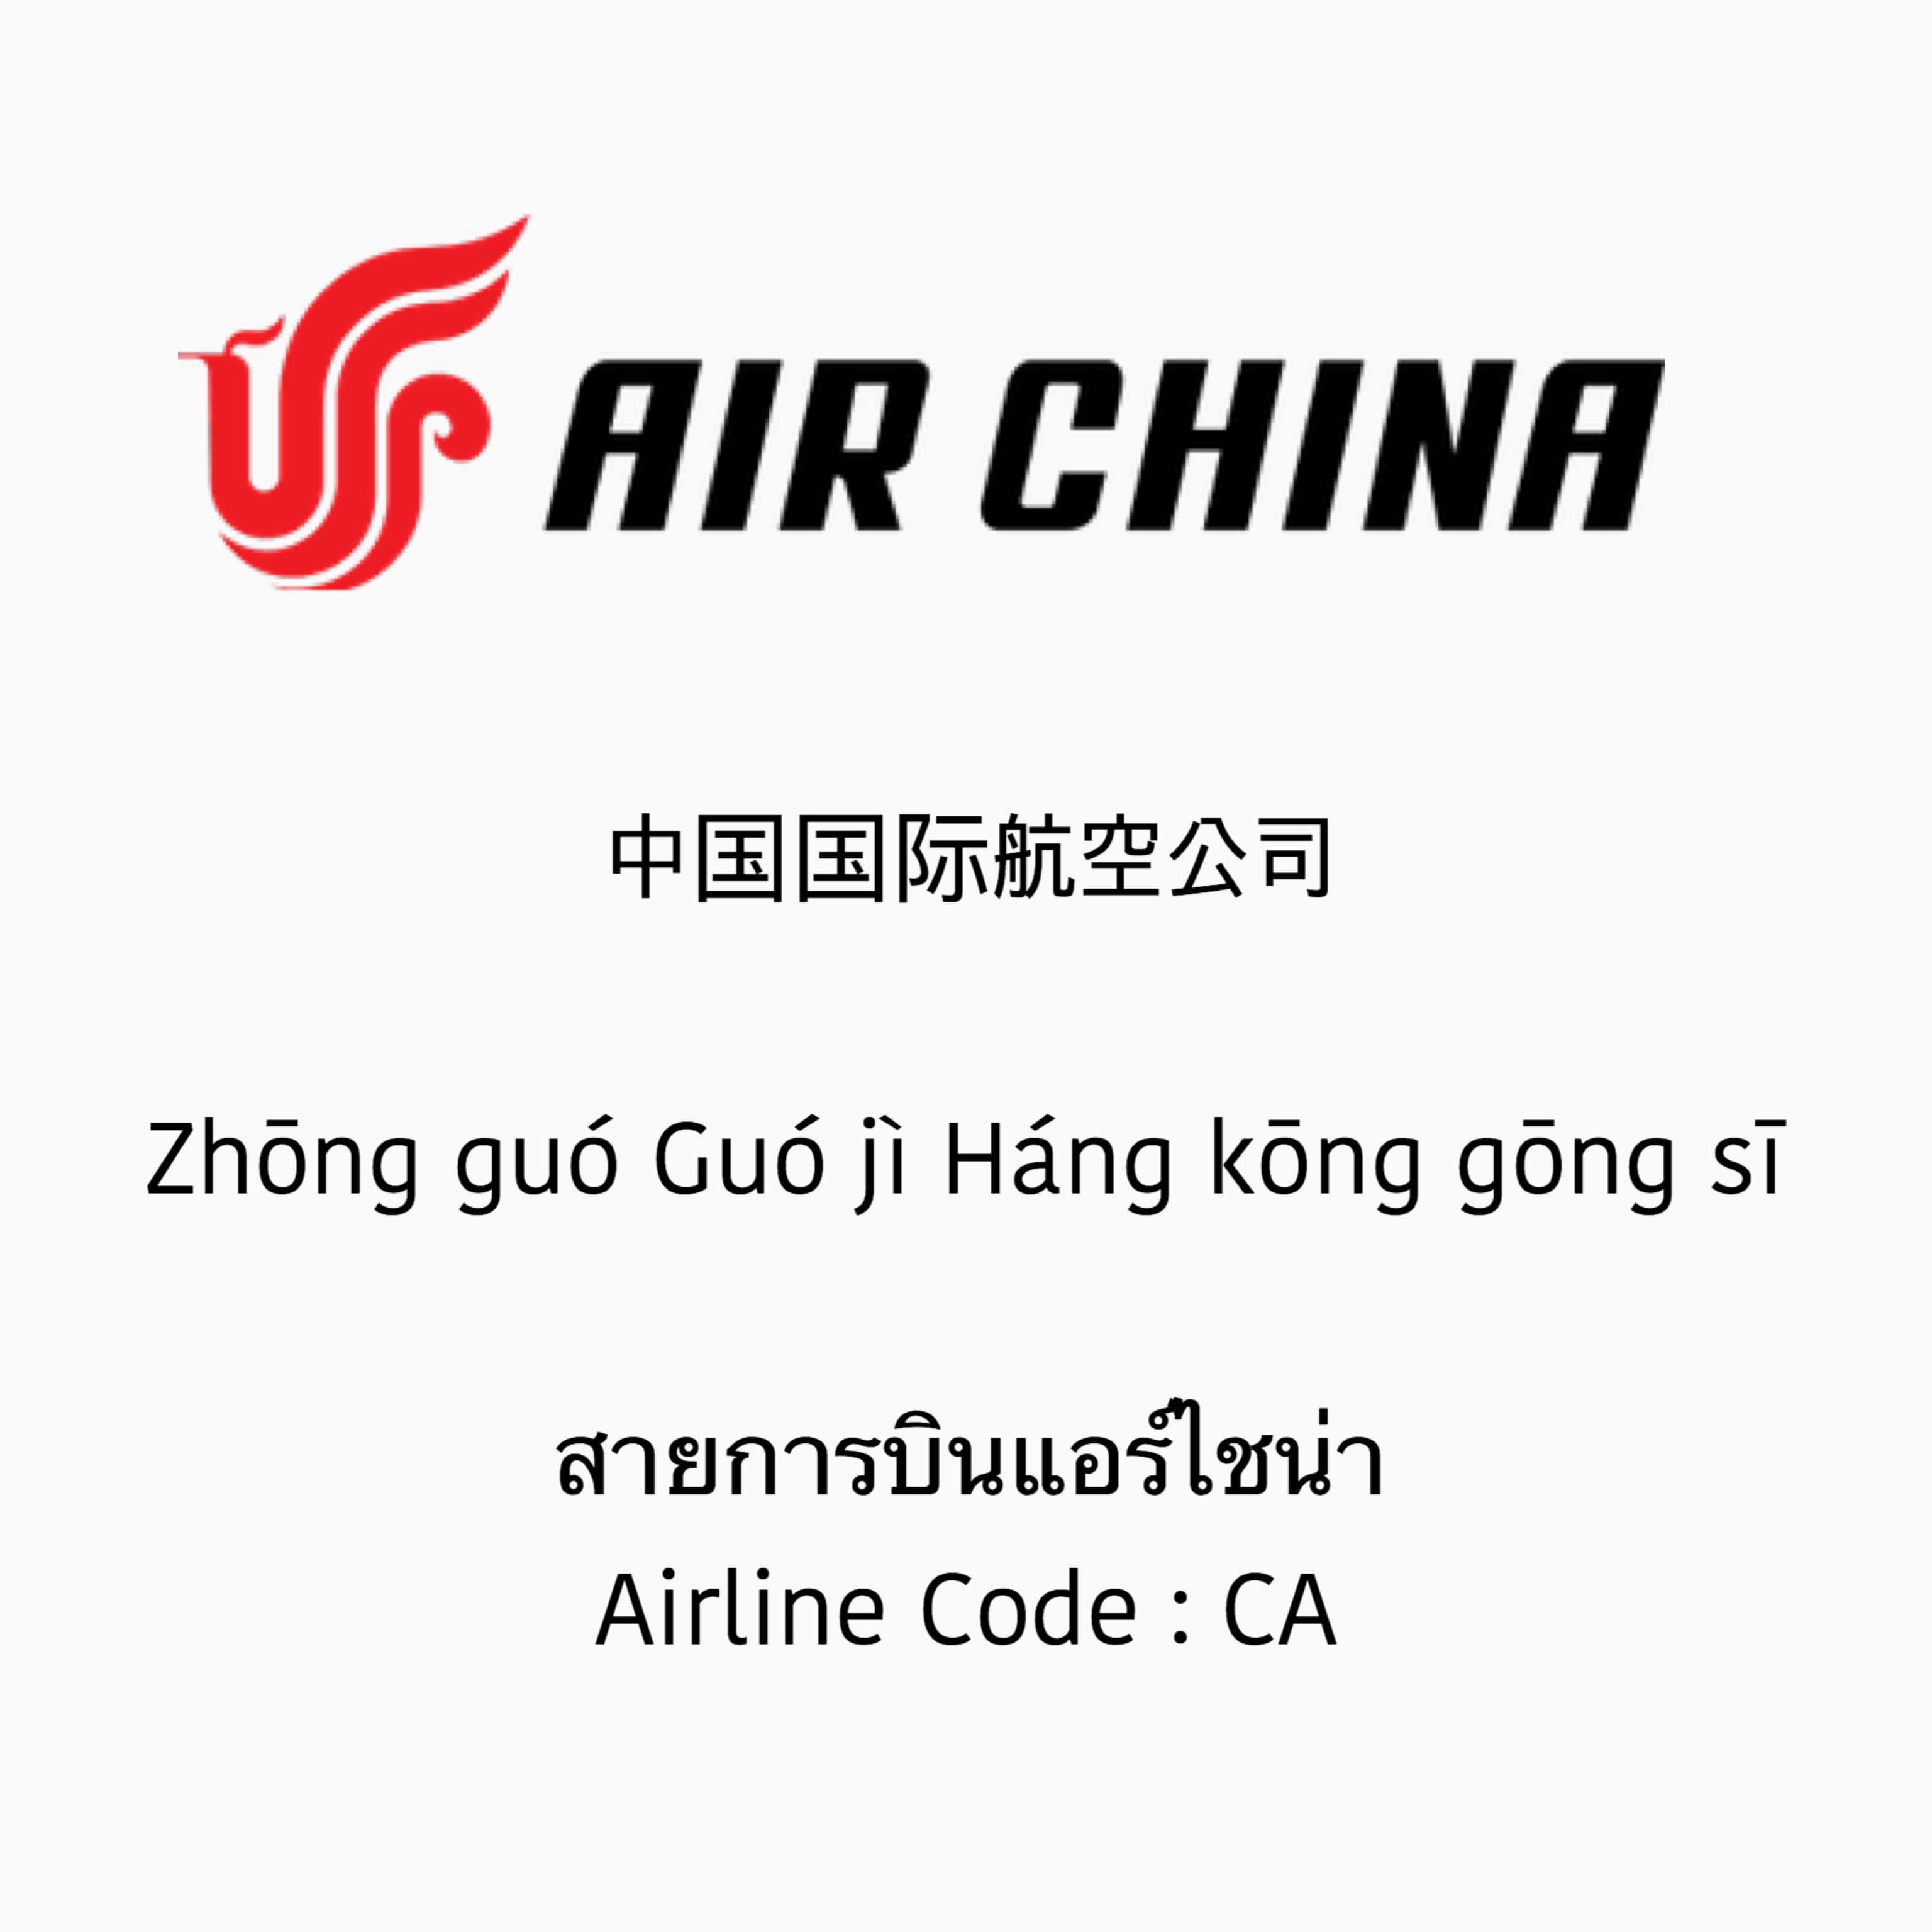 AIR CHINA
中国国际航空公司
Zhōng guó Guó jì Háng kōng gōng sī
สายการบินแอร์ไชน่า
Airline Code : CA